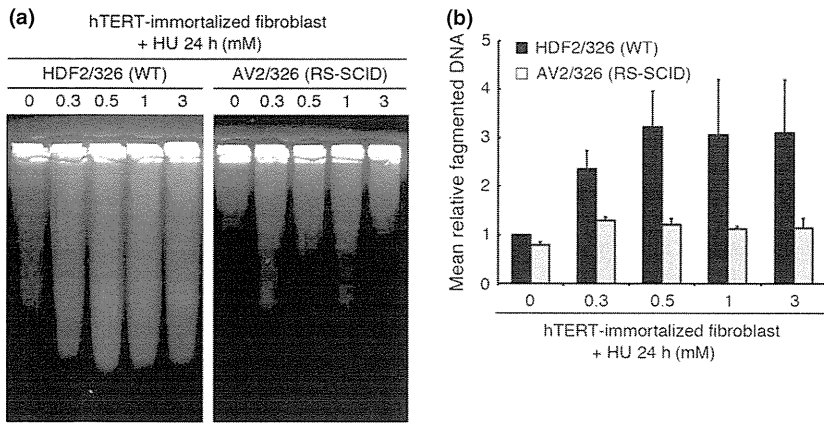 (a)
hTERT-immortalized fibroblast
+ HU 24 h (mM)
HDF2/326 (WT) AV2/326 (RS-SCID)
0 0.3 0.5 1 3 0 0.3 0.5 1 3
(b)
Mean relative fagmented DNA
5
4
3
2
1
0
HDF2/326 (WT)
AV2/326 (RS-SCID)
0 0.3 0.5 1 3
hTERT-immortalized fibroblast
+ HU 24 h (mM)